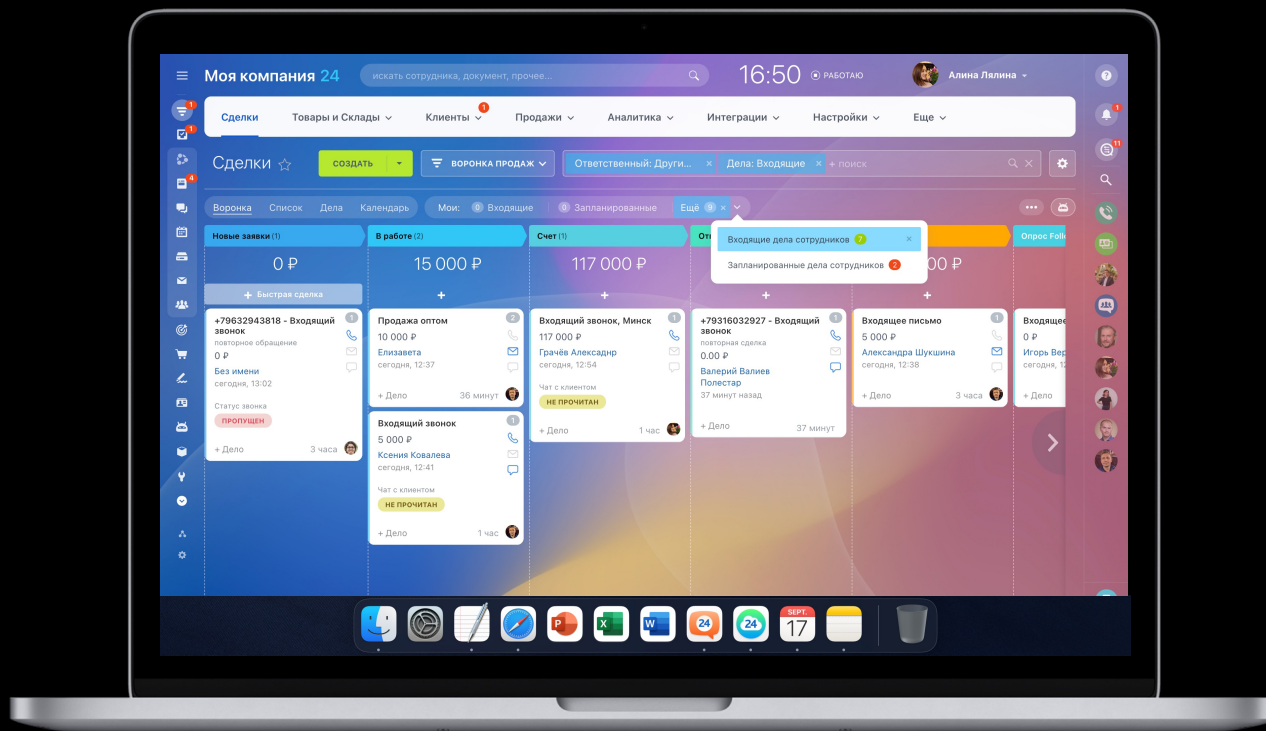 Моя компания 24
искать сотрудника, документ, прочее...
16:50
РАБОТАЮ
Алина Лялина
?
1
1
4
1
11
Сделки
Товары и Склады
Клиенты
1
Продажи
Аналитика
Интеграции
Настройки
Еще
Сделки
СОЗДАТЬ
ВОРОНКА ПРОДАЖ
Ответственный: Други... ×
Дела: Входящие ×
+ поиск
Воронка
Список
Дела
Календарь
Мои:
0 Входящие
0 Запланированные
Ещё 9 ×
Входящие дела сотрудников 7 ×
Запланированные дела сотрудников 2
Новые заявки (1)
0 ₽
+ Быстрая сделка
+79632943818 - Входящий звонок
1
повторное обращение
0 ₽
Без имени
сегодня, 13:02
Статус звонка
ПРОПУЩЕН
+ Дело
3 часа
В работе (2)
15 000 ₽
+
Продажа оптом
2
10 000 ₽
Елизавета
сегодня, 12:37
+ Дело
36 минут
Входящий звонок
1
5 000 ₽
Ксения Ковалева
сегодня, 12:41
Чат с клиентом
НЕ ПРОЧИТАН
+ Дело
1 час
Счет (1)
117 000 ₽
+
Входящий звонок, Минск
1
117 000 ₽
Грачёв Алексаднр
сегодня, 12:54
Чат с клиентом
НЕ ПРОЧИТАН
+ Дело
1 час
+
+79316032927 - Входящий звонок
1
повторная сделка
0.00 ₽
Валерий Валиев
Полестар
37 минут назад
+ Дело
37 минут
00 ₽
+
Входящее письмо
1
5 000 ₽
Александра Шукшина
сегодня, 12:38
+ Дело
3 часа
Опрос Foll
Входящее
0 ₽
Игорь Вер
сегодня, 12
+ Дело
P
X
W
24
24
SEPT.
17